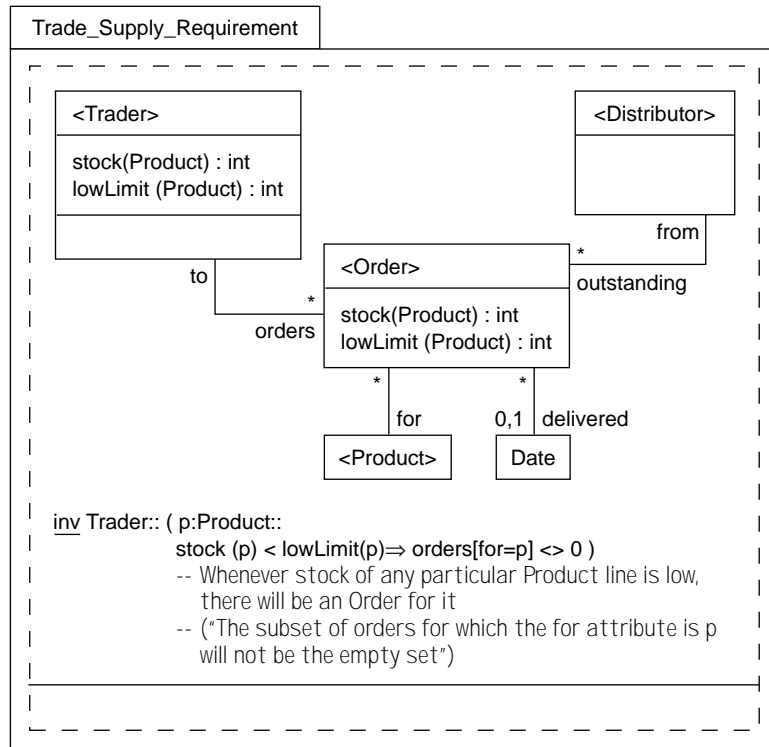 Trade_Supply_Requirement
<Trader>
stock(Product) : int
lowLimit (Product) : int
<Distributor>
from
to
*
outstanding
<Order>
*
orders
stock(Product) : int
lowLimit (Product) : int
*
*
for
0,1 delivered
<Product>
Date
inv Trader:: ( p:Product::
stock (p) < lowLimit(p)⇒ orders[for=p] <> 0 )
-- Whenever stock of any particular Product line is low,
there will be an Order for it
-- ("The subset of orders for which the for attribute is p
will not be the empty set")